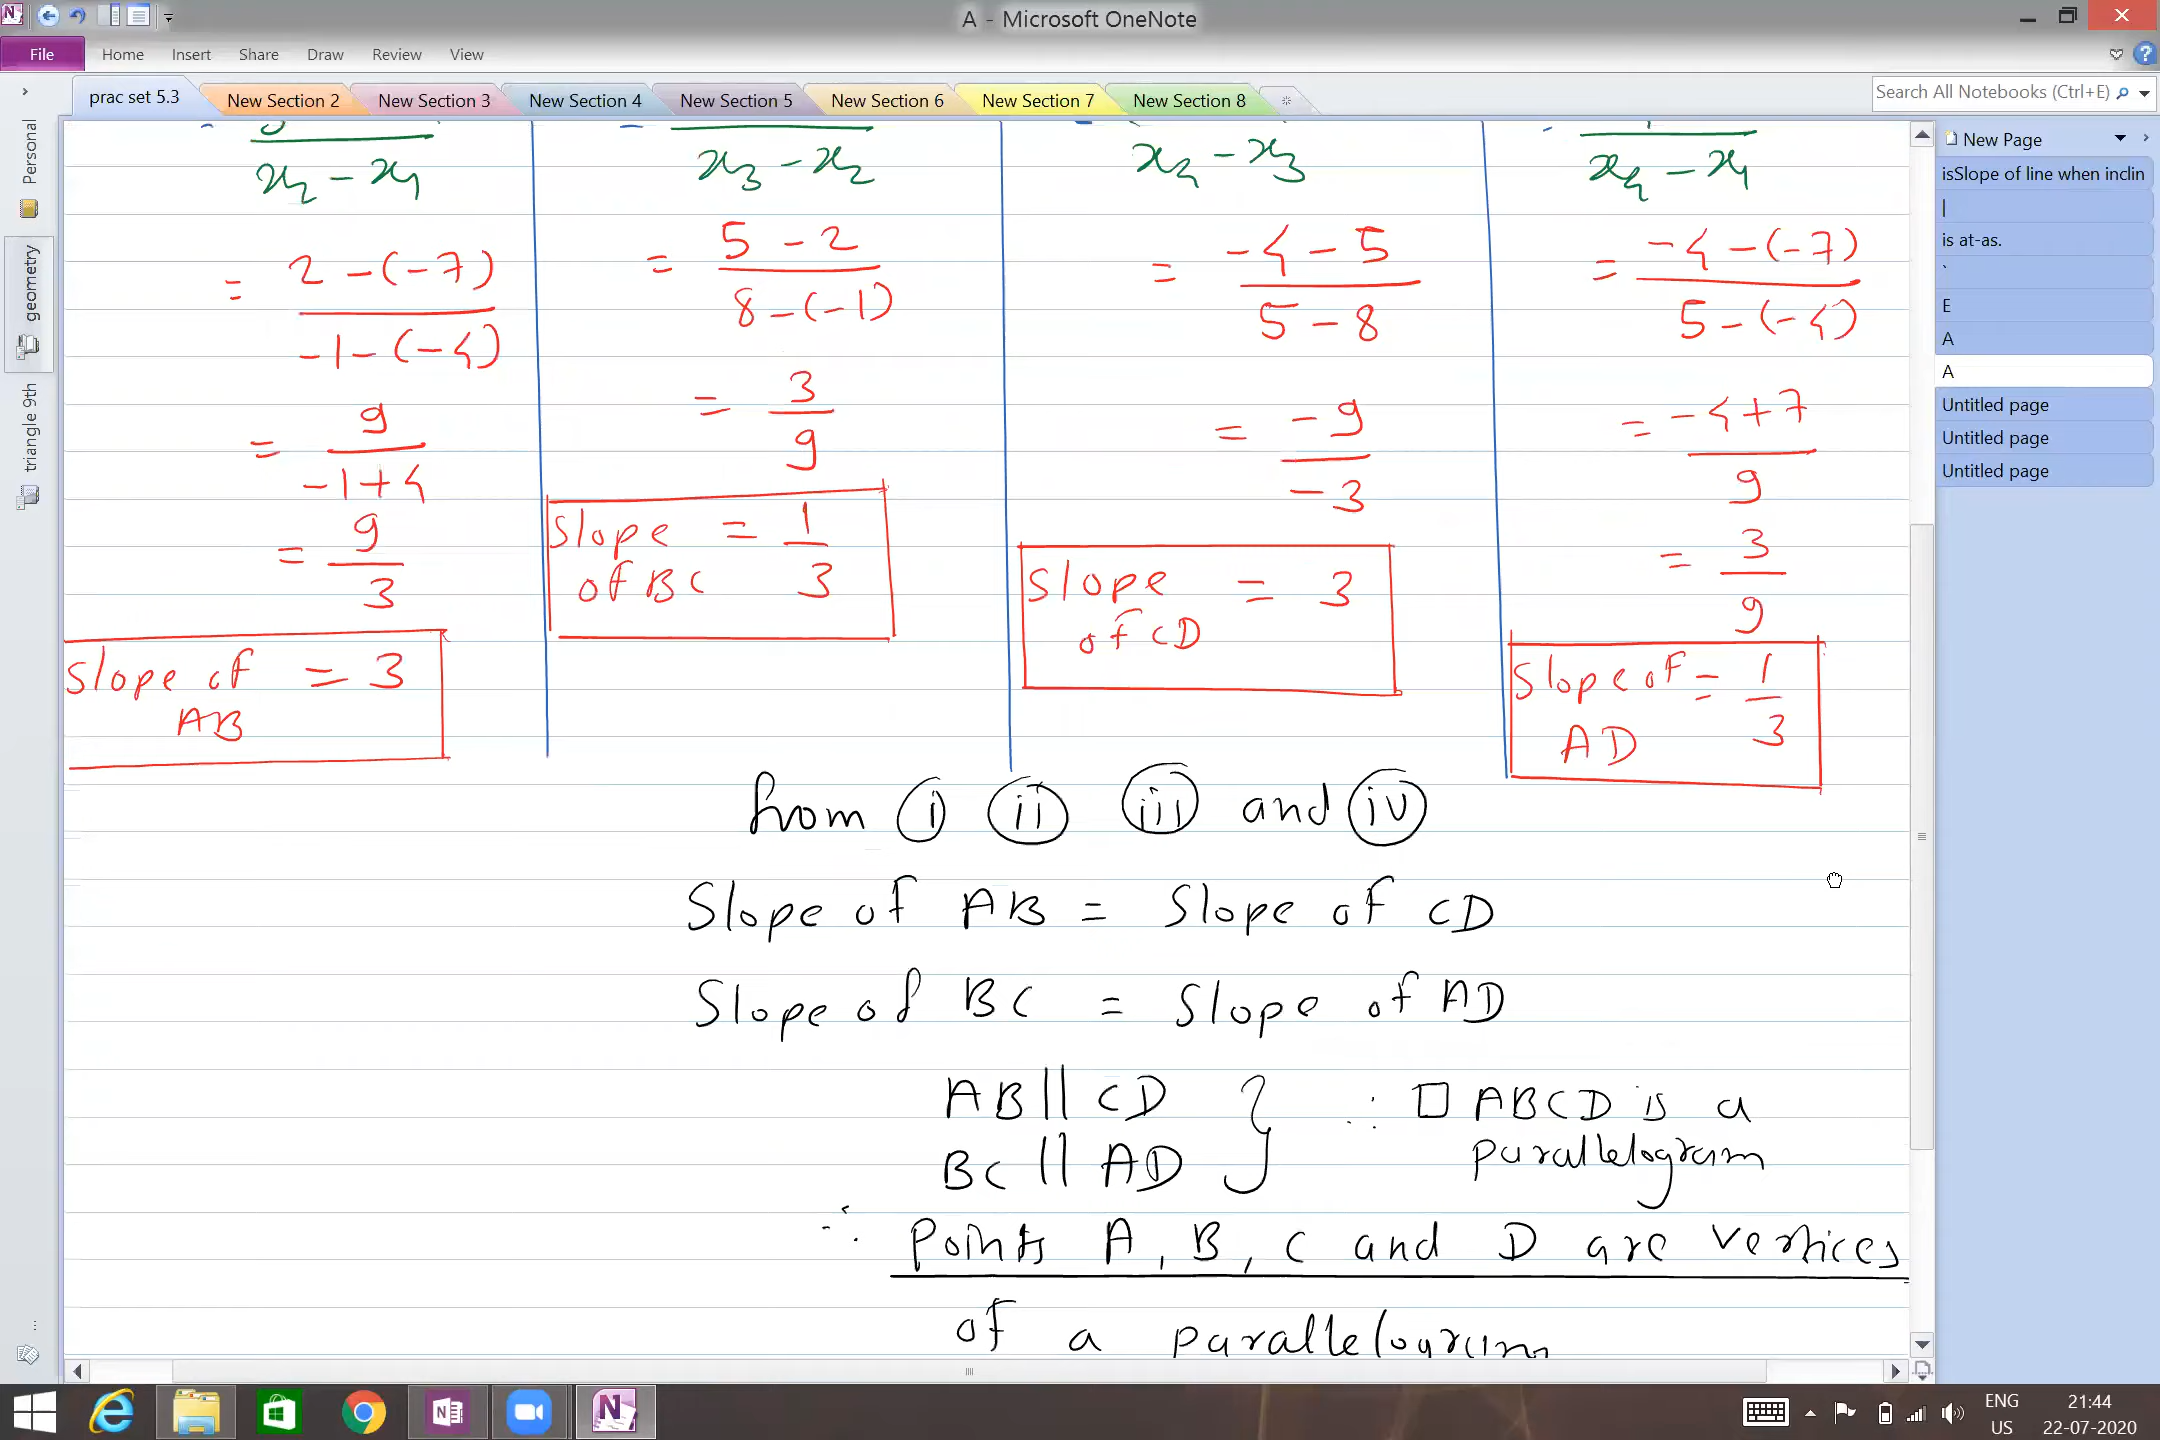 A - Microsoft OneNote
File Home Insert Share Draw Review View
prac set 5.3 New Section 2 New Section 3 New Section 4 New Section 5 New Section 6 New Section 7 New Section 8
Search All Notebooks (Ctrl+E)
Personal
geometry
triangle 9th
x₂ - x₁
= 2 - (-7) / -1 - (-4)
= 9 / -1 + 4
= 9 / 3
Slope of AB = 3
x₃ - x₂
= 5 - 2 / 8 - (-1)
= 3 / 9
Slope of BC = 1 / 3
x₄ - x₃
= -4 - 5 / 5 - 8
= -9 / -3
Slope of CD = 3
x₄ - x₁
= -4 - (-7) / 5 - (-4)
= -4 + 7 / 9
= 3 / 9
Slope of AD = 1 / 3
from (i) (ii) (iii) and (iv)
Slope of AB = Slope of CD
Slope of BC = Slope of AD
AB || CD
BC || AD } ∴ □ ABCD is a parallelogram
∴ Points A, B, C and D are vertices
of a parallelogram
New Page
isSlope of line when inclin
|
is at-as.
`
E
A
A
Untitled page
Untitled page
Untitled page
ENG
US
21:44
22-07-2020